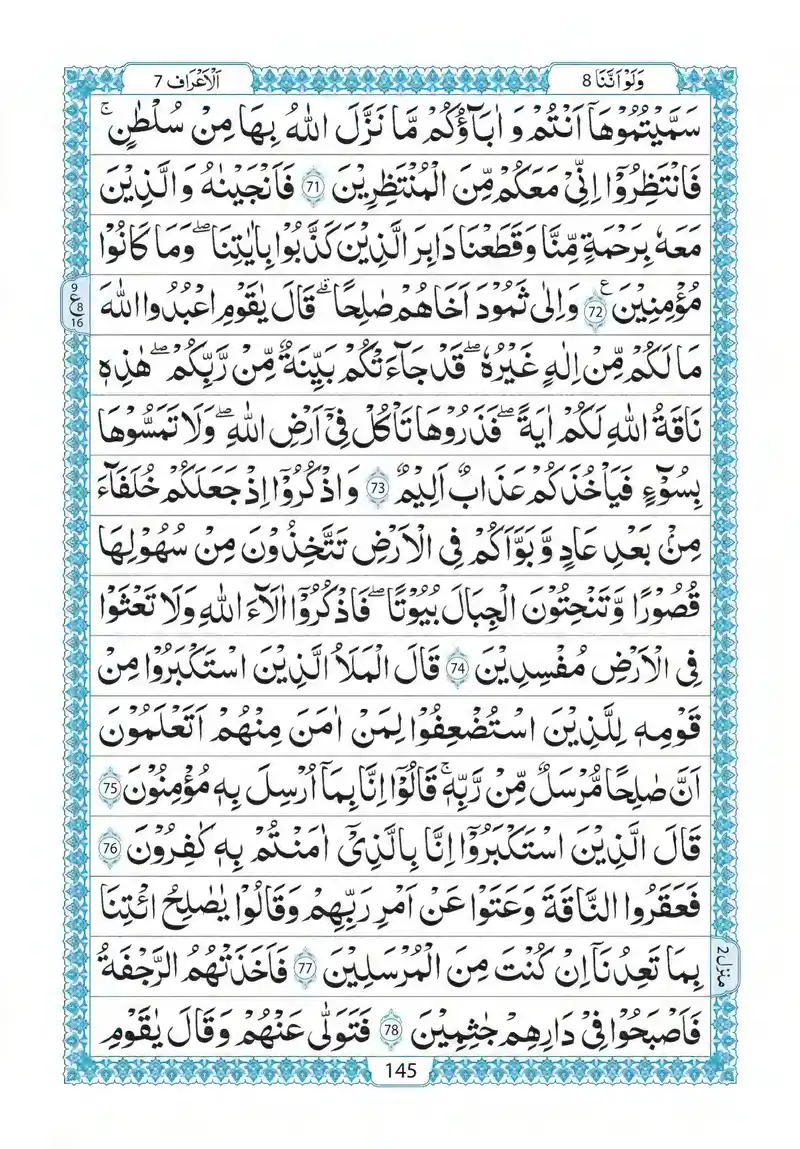 وَلَوْ اَنَّنَا 8
اَلْاَعْرَاف 7
سَمَّيْتُمُوْهَاۤ اَنْتُمْ وَ اٰبَآؤُكُمْ مَّا نَزَّلَ اللّٰهُ بِهَا مِنْ سُلْطٰنٍ ۚ
فَانْتَظِرُوْۤا اِنِّیْ مَعَكُمْ مِّنَ الْمُنْتَظِرِیْنَ 71 فَاَنْجَیْنٰهُ وَ الَّذِیْنَ
مَعَهٗ بِرَحْمَةٍ مِّنَّا وَ قَطَعْنَا دَابِرَ الَّذِیْنَ كَذَّبُوْا بِاٰیٰتِنَا ۖ وَ مَا كَانُوْا
مُؤْمِنِیْنَ 72 ع وَ اِلٰی ثَمُوْدَ اَخَاهُمْ صٰلِحًا ۘ قَالَ یٰقَوْمِ اعْبُدُوا اللّٰهَ
9
ع 8
16
مَا لَكُمْ مِّنْ اِلٰهٍ غَیْرُهٗ ۖ قَدْ جَآءَتْكُمْ بَیِّنَةٌ مِّنْ رَّبِّكُمْ ۖ هٰذِهٖ
نَاقَةُ اللّٰهِ لَكُمْ اٰیَةً ۖ فَذَرُوْهَا تَاْكُلْ فِیْۤ اَرْضِ اللّٰهِ ۖ وَ لَا تَمَسُّوْهَا
بِسُوْٓءٍ فَیَاْخُذَكُمْ عَذَابٌ اَلِیْمٌ 73 وَ اذْكُرُوْۤا اِذْ جَعَلَكُمْ خُلَفَآءَ
مِنْۢ بَعْدِ عَادٍ وَّ بَوَّاَكُمْ فِی الْاَرْضِ تَتَّخِذُوْنَ مِنْ سُهُوْلِهَا
قُصُوْرًا وَّ تَنْحِتُوْنَ الْجِبَالَ بُیُوْتًا ۖ فَاذْكُرُوْۤا اٰلَآءَ اللّٰهِ وَ لَا تَعْثَوْا
فِی الْاَرْضِ مُفْسِدِیْنَ 74 قَالَ الْمَلَاُ الَّذِیْنَ اسْتَكْبَرُوْا مِنْ
قَوْمِهٖ لِلَّذِیْنَ اسْتُضْعِفُوْا لِمَنْ اٰمَنَ مِنْهُمْ اَتَعْلَمُوْنَ
اَنَّ صٰلِحًا مُّرْسَلٌ مِّنْ رَّبِّهٖ ۚ قَالُوْۤا اِنَّا بِمَاۤ اُرْسِلَ بِهٖ مُؤْمِنُوْنَ 75
قَالَ الَّذِیْنَ اسْتَكْبَرُوْۤا اِنَّا بِالَّذِیْۤ اٰمَنْتُمْ بِهٖ كٰفِرُوْنَ 76
فَعَقَرُوا النَّاقَةَ وَ عَتَوْا عَنْ اَمْرِ رَبِّهِمْ وَ قَالُوْا یٰصٰلِحُ ائْتِنَا
بِمَا تَعِدُنَاۤ اِنْ كُنْتَ مِنَ الْمُرْسَلِیْنَ 77 فَاَخَذَتْهُمُ الرَّجْفَةُ
منزل 2
فَاَصْبَحُوْا فِیْ دَارِهِمْ جٰثِمِیْنَ 78 فَتَوَلّٰی عَنْهُمْ وَ قَالَ یٰقَوْمِ
145